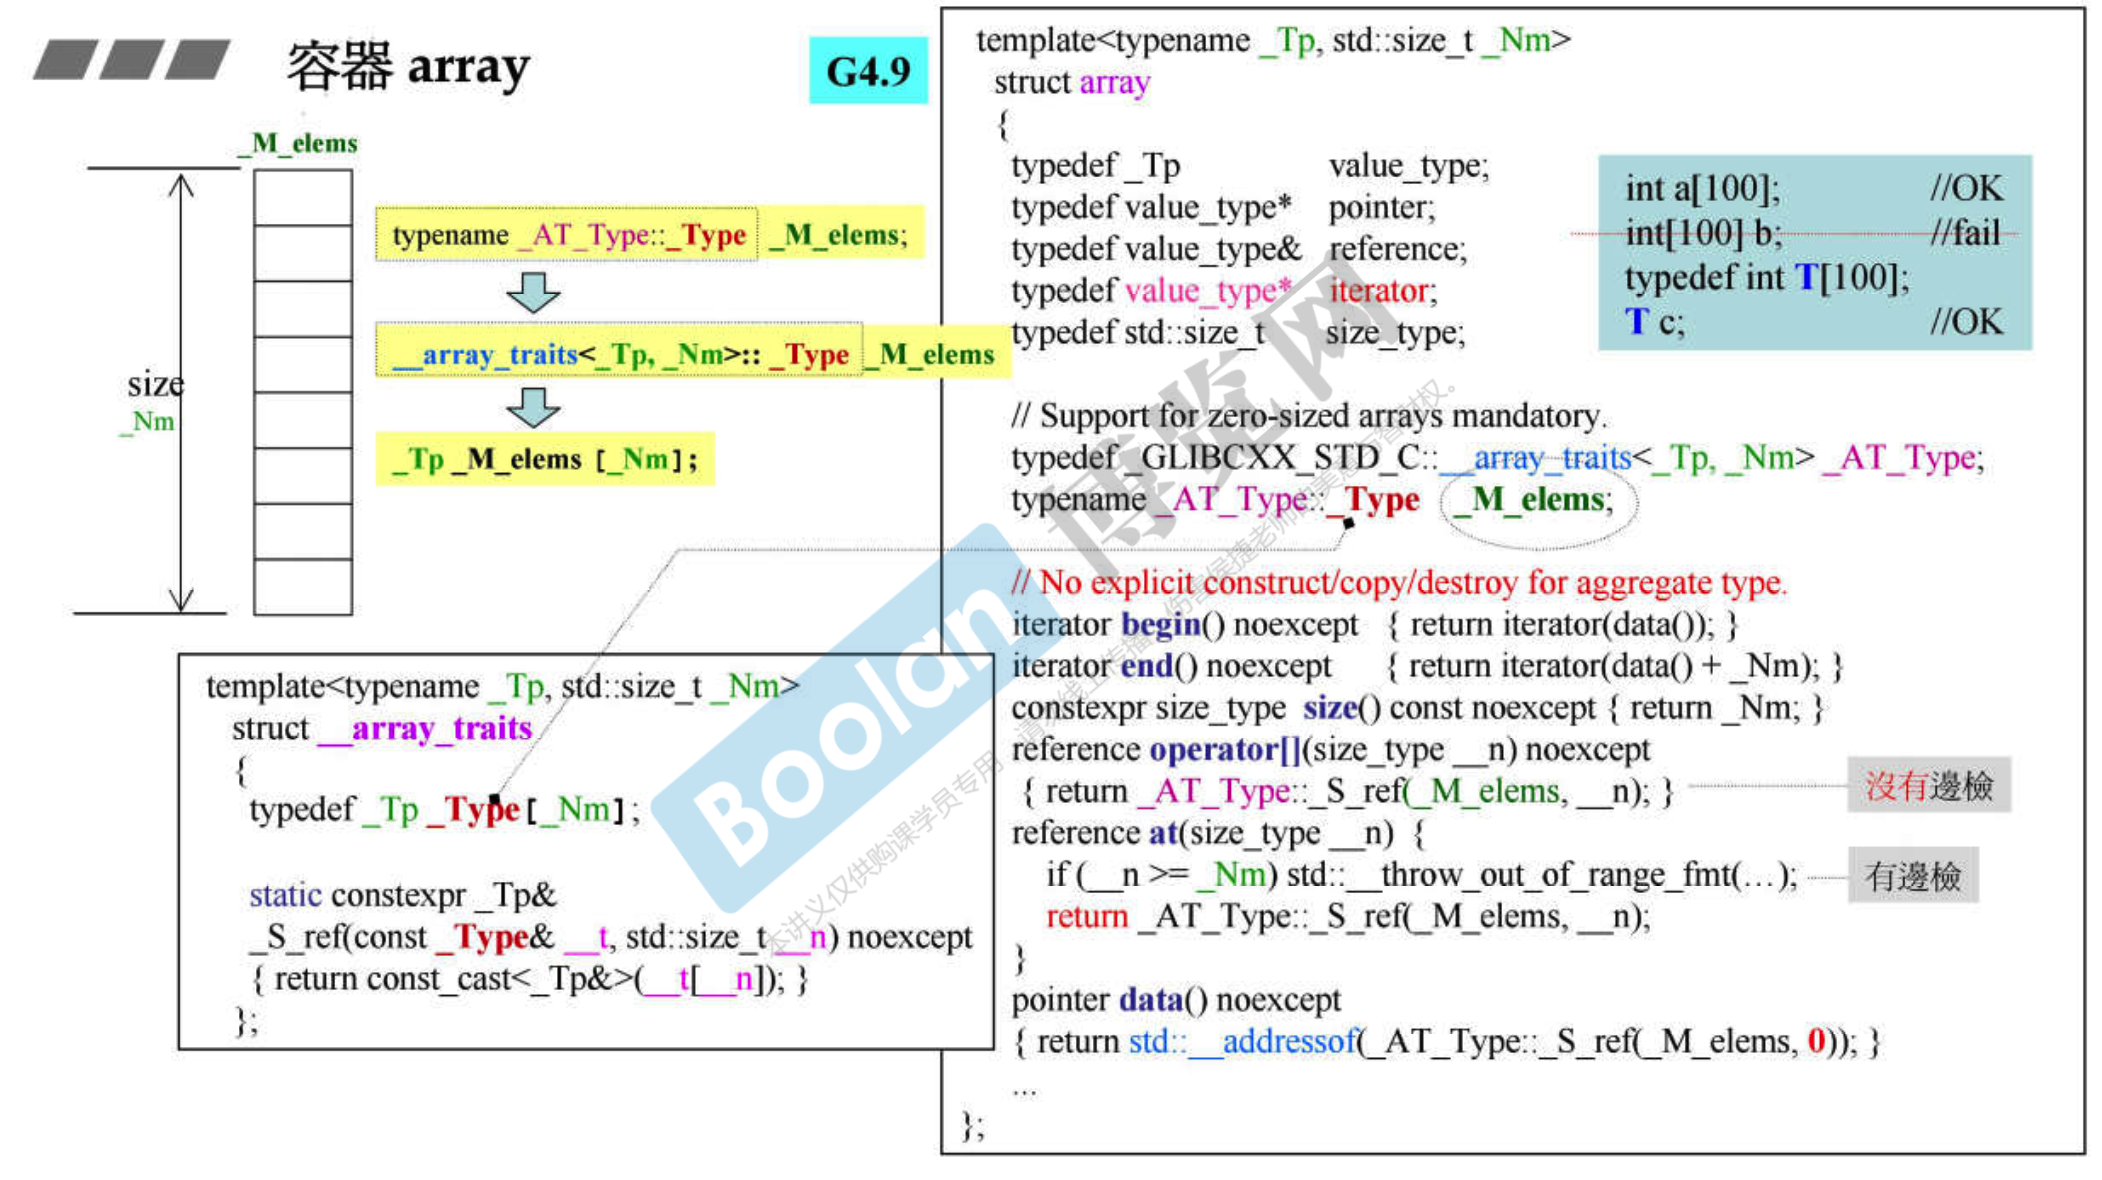 容器 array
G4.9
_M_elems
size
_Nm
typename _AT_Type::_Type _M_elems;
__array_traits<_Tp, _Nm>:: _Type _M_elems
_Tp _M_elems [_Nm];
template<typename _Tp, std::size_t _Nm>
struct __array_traits
{
typedef _Tp _Type[_Nm];
static constexpr _Tp&
_S_ref(const _Type& __t, std::size_t __n) noexcept
{ return const_cast<_Tp&>(__t[__n]); }
};
template<typename _Tp, std::size_t _Nm>
struct array
{
typedef _Tp value_type;
typedef value_type* pointer;
typedef value_type& reference;
typedef value_type* iterator;
typedef std::size_t size_type;
// Support for zero-sized arrays mandatory.
typedef _GLIBCXX_STD_C::__array_traits<_Tp, _Nm> _AT_Type;
typename _AT_Type::_Type _M_elems;
// No explicit construct/copy/destroy for aggregate type.
iterator begin() noexcept { return iterator(data()); }
iterator end() noexcept { return iterator(data() + _Nm); }
constexpr size_type size() const noexcept { return _Nm; }
reference operator[](size_type __n) noexcept
{ return _AT_Type::_S_ref(_M_elems, __n); }
沒有邊檢
reference at(size_type __n) {
if (__n >= _Nm) std::__throw_out_of_range_fmt(...);
有邊檢
return _AT_Type::_S_ref(_M_elems, __n);
}
pointer data() noexcept
{ return std::__addressof(_AT_Type::_S_ref(_M_elems, 0)); }
...
};
int a[100]; //OK
int[100] b; //fail
typedef int T[100];
T c; //OK
Boolan 博览网